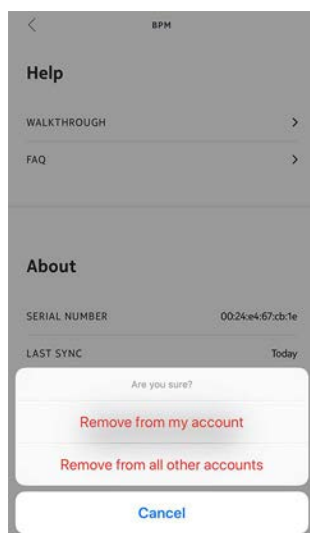 BPM
Help
WALKTHROUGH
FAQ
About
SERIAL NUMBER 00:24:e4:67:cb:1e
LAST SYNC Today
Are you sure?
Remove from my account
Remove from all other accounts
Cancel